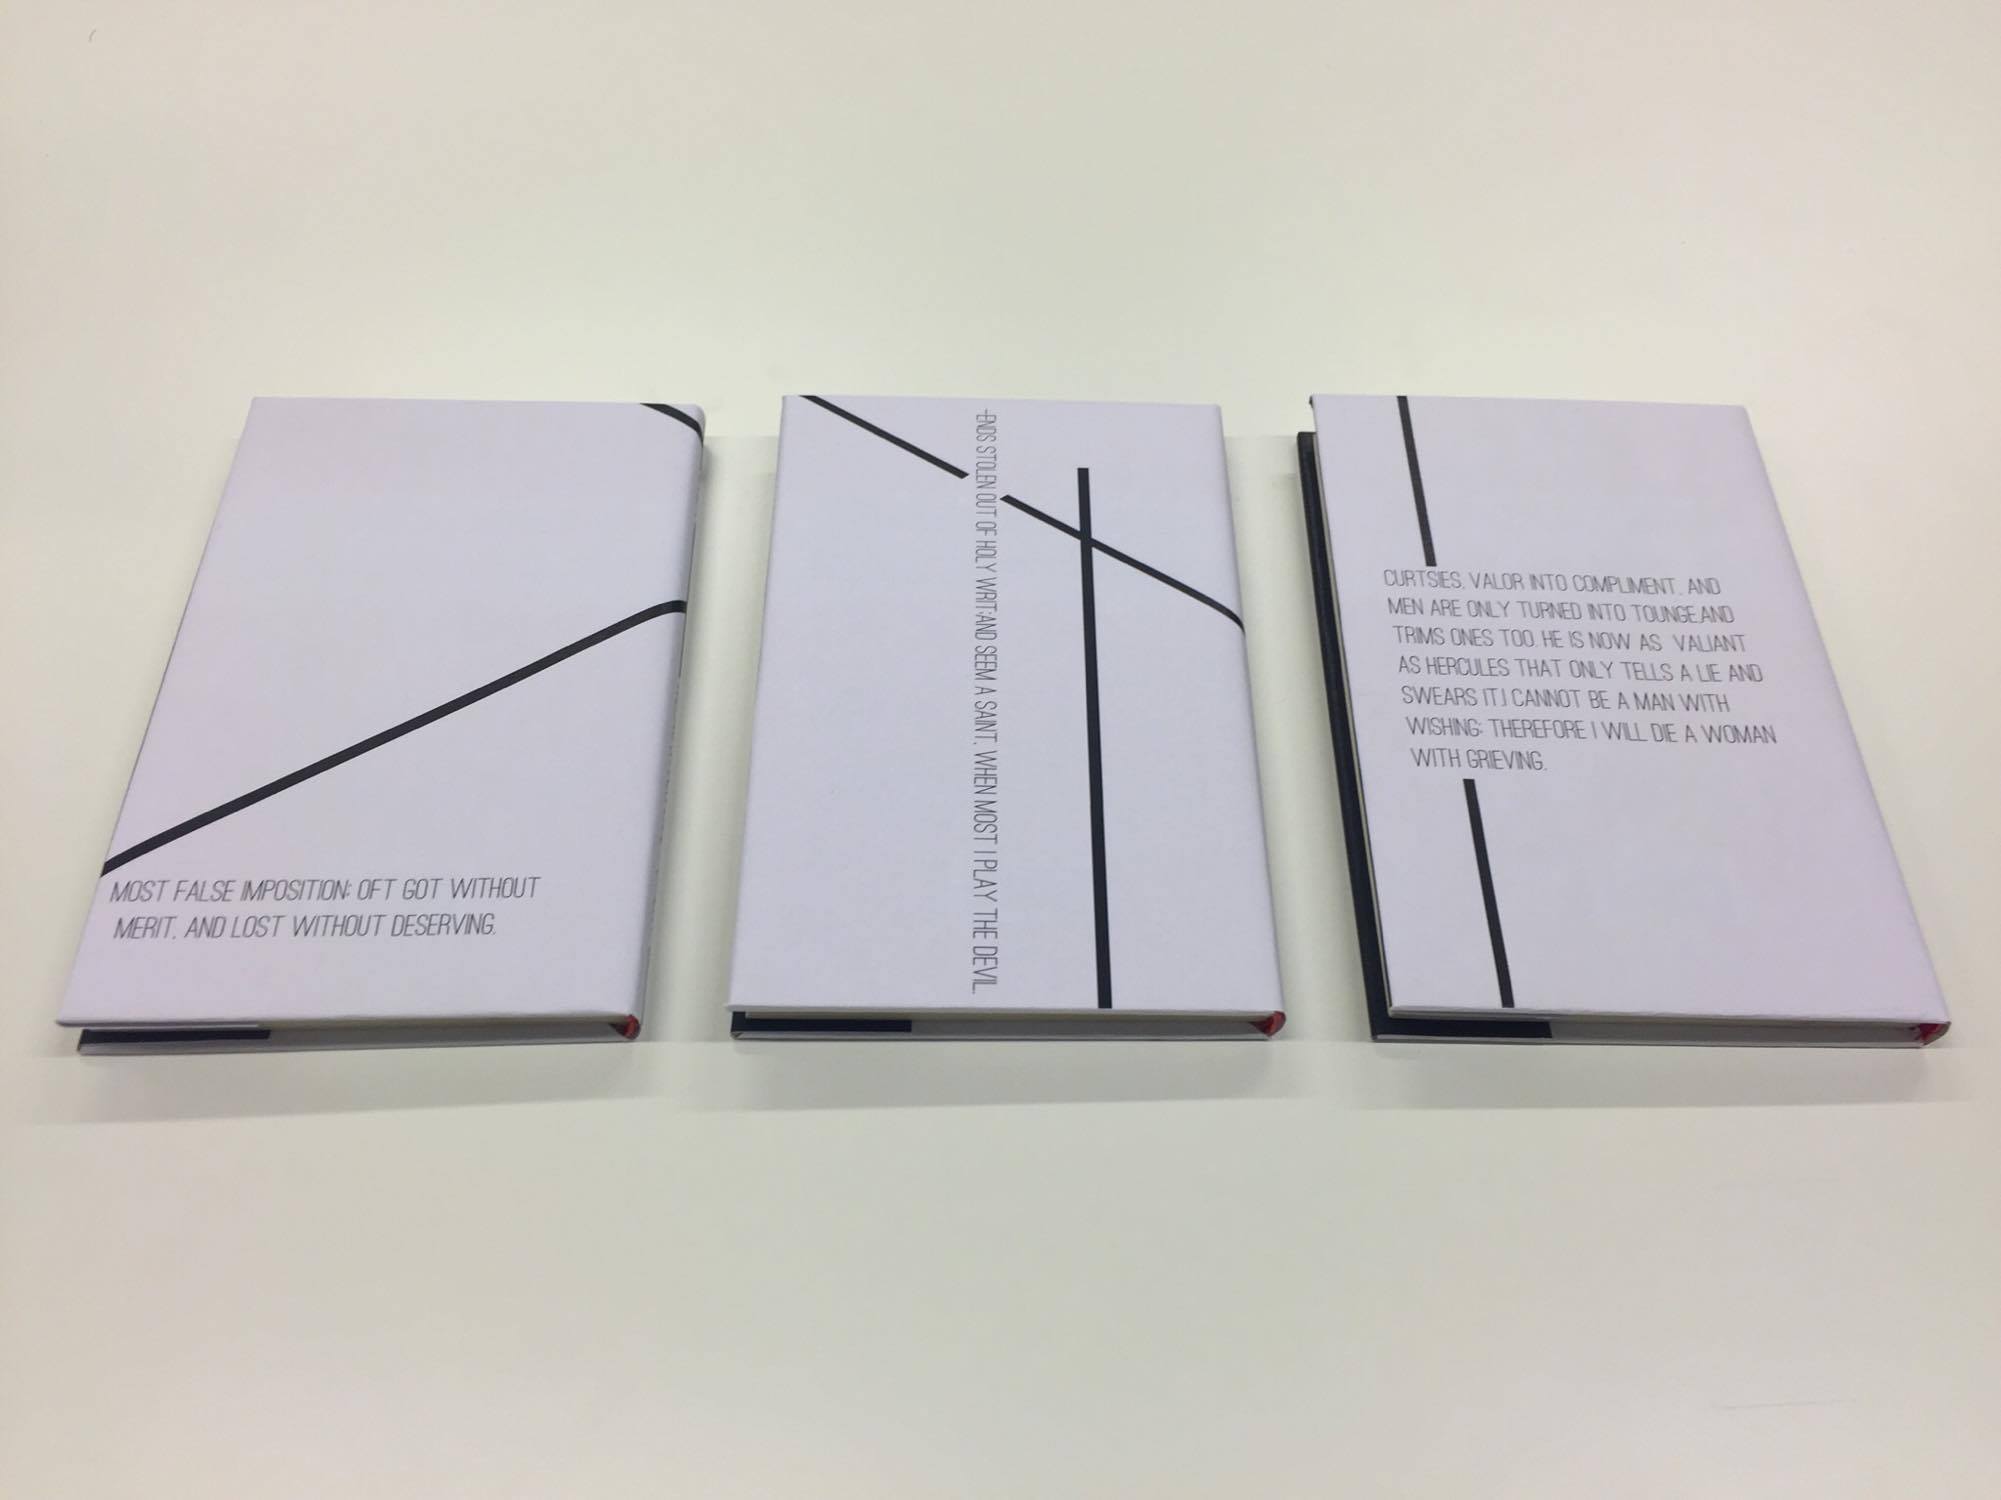 MOST FALSE IMPOSITION; OFT GOT WITHOUT
MERIT, AND LOST WITHOUT DESERVING.
-ENDS STOLEN OUT OF HOLY WRIT;AND SEEM A SAINT, WHEN MOST I PLAY THE DEVIL.
CURTSIES, VALOR INTO COMPLIMENT, AND
MEN ARE ONLY TURNED INTO TOUNGE,AND
TRIMS ONES TOO. HE IS NOW AS VALIANT
AS HERCULES THAT ONLY TELLS A LIE AND
SWEARS IT.I CANNOT BE A MAN WITH
WISHING; THEREFORE I WILL DIE A WOMAN
WITH GRIEVING.